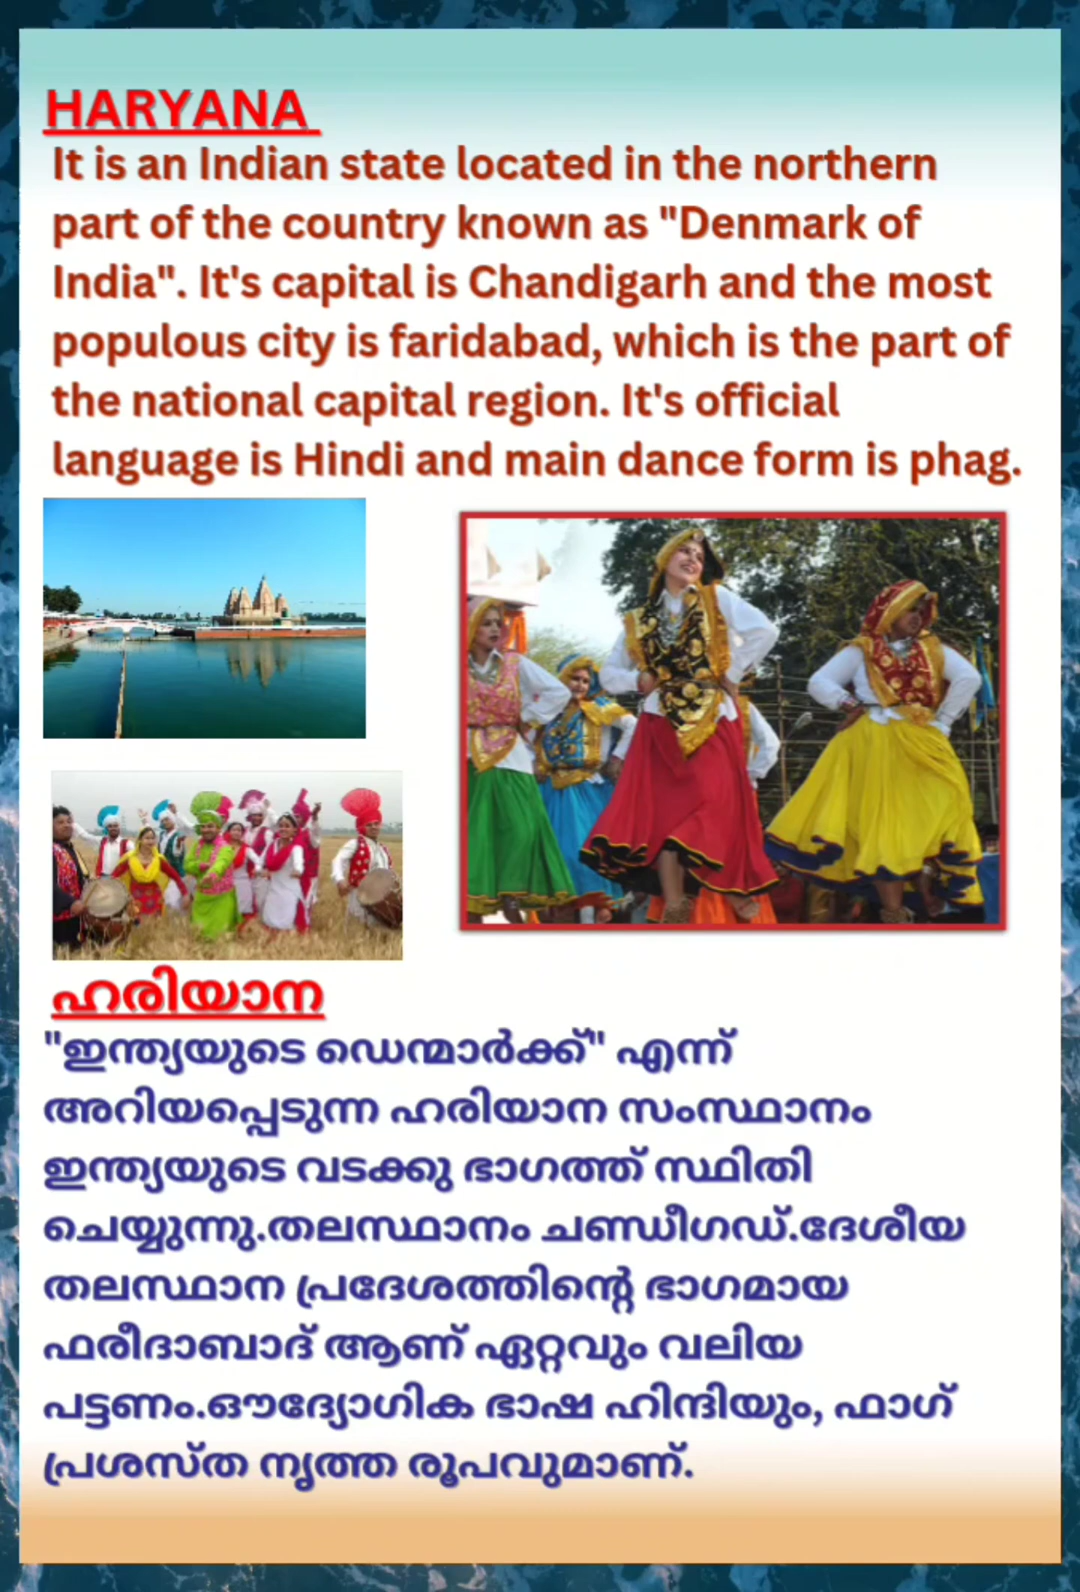 HARYANA
It is an Indian state located in the northern
part of the country known as "Denmark of
India". It's capital is Chandigarh and the most
populous city is faridabad, which is the part of
the national capital region. It's official
language is Hindi and main dance form is phag.
ഹരിയാന
"ഇന്ത്യയുടെ ഡെന്മാർക്ക്" എന്ന്
അറിയപ്പെടുന്ന ഹരിയാന സംസ്ഥാനം
ഇന്ത്യയുടെ വടക്കു ഭാഗത്ത് സ്ഥിതി
ചെയ്യുന്നു.തലസ്ഥാനം ചണ്ഡീഗഡ്.ദേശീയ
തലസ്ഥാന പ്രദേശത്തിന്റെ ഭാഗമായ
ഫരീദാബാദ് ആണ് ഏറ്റവും വലിയ
പട്ടണം.ഔദ്യോഗിക ഭാഷ ഹിന്ദിയും, ഫാഗ്
പ്രശസ്ത നൃത്ത രൂപവുമാണ്.